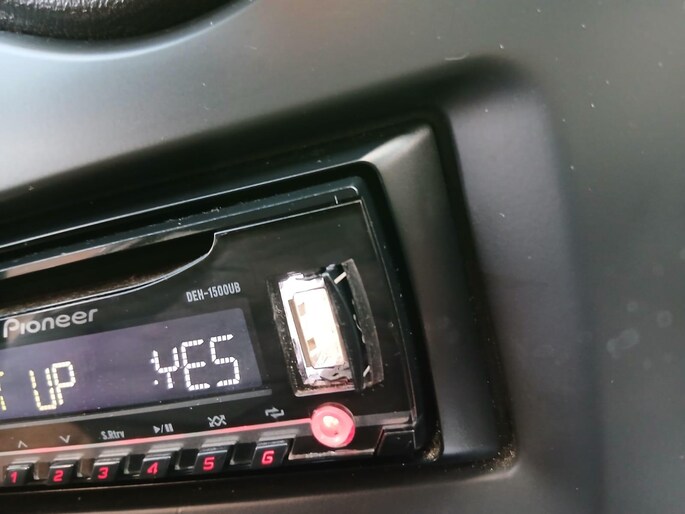 DEH-1500UB
Pioneer
UP :YES
S.Rtrv
1 2 3 4 5 6